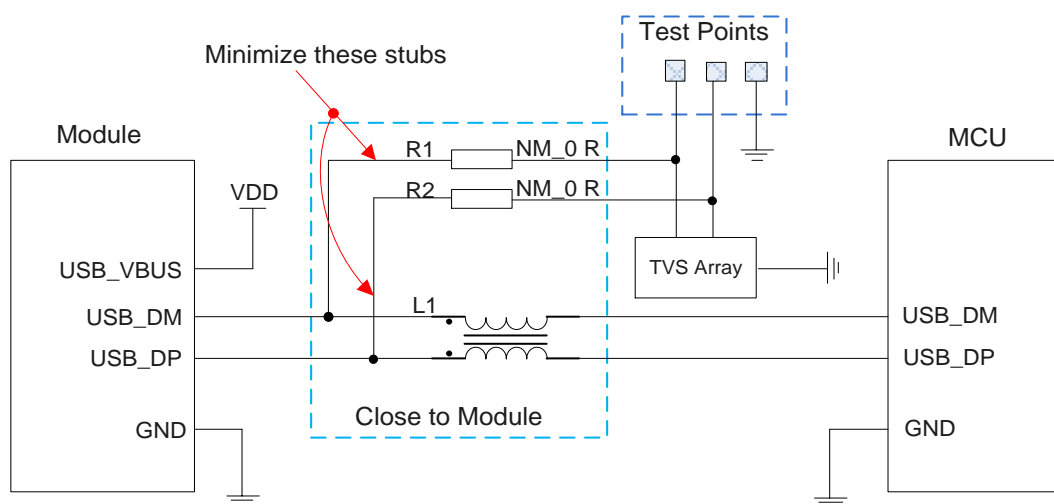 Test Points
Minimize these stubs
Module
MCU
R1
NM_0 R
R2
NM_0 R
VDD
TVS Array
USB_VBUS
L1
USB_DM
USB_DM
USB_DP
USB_DP
Close to Module
GND
GND